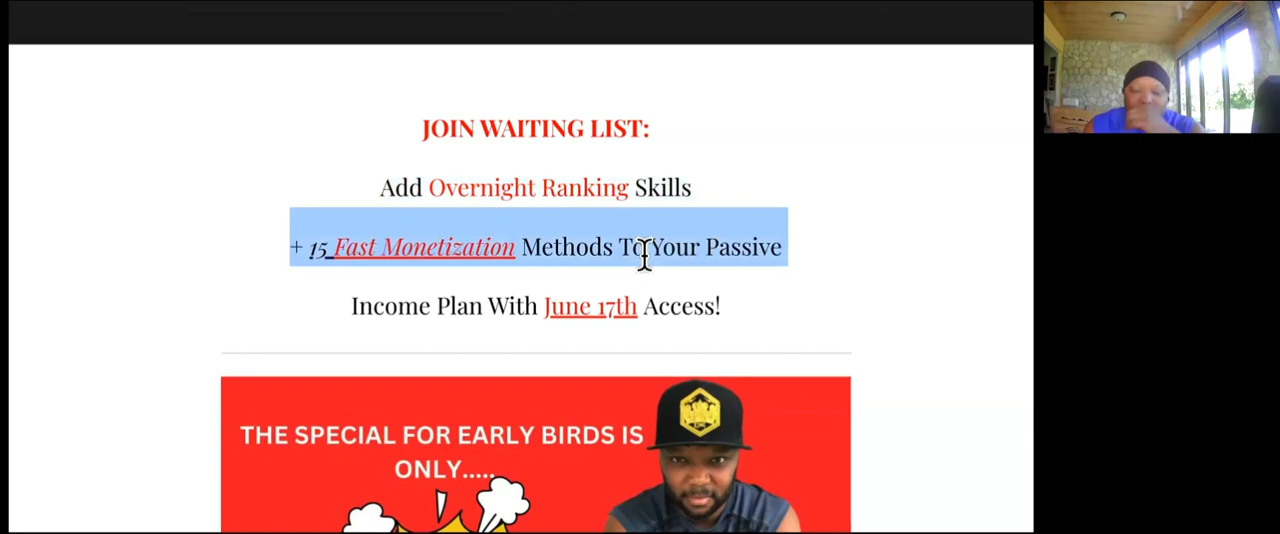 JOIN WAITING LIST:
Add Overnight Ranking Skills
+ 15 Fast Monetization Methods To Your Passive
Income Plan With June 17th Access!
THE SPECIAL FOR EARLY BIRDS IS
ONLY.....